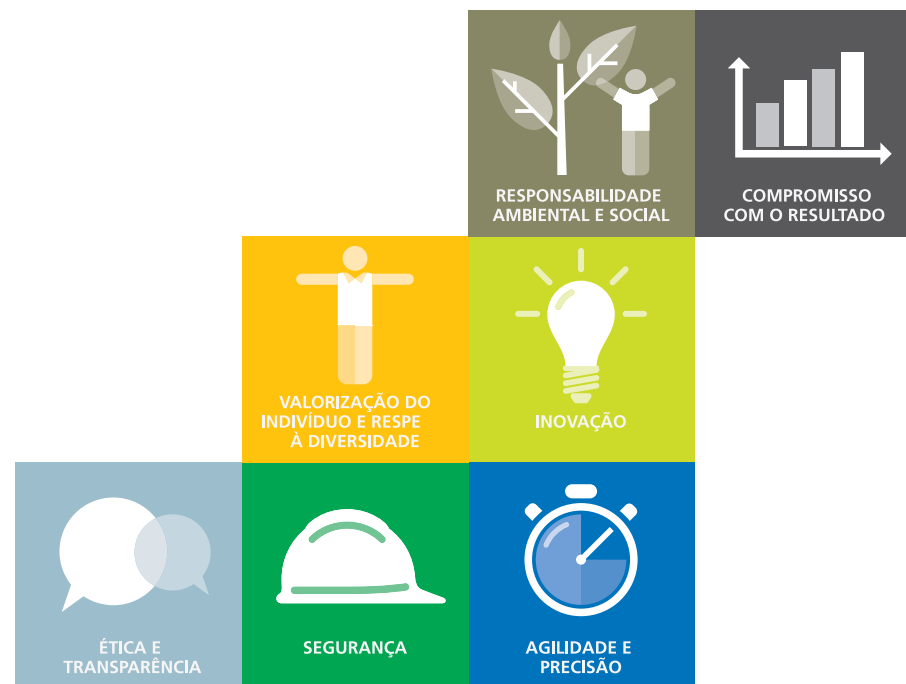 RESPONSABILIDADE
AMBIENTAL E SOCIAL
COMPROMISSO
COM O RESULTADO
VALORIZAÇÃO DO
INDIVÍDUO E RESPE
À DIVERSIDADE
INOVAÇÃO
ÉTICA E
TRANSPARÊNCIA
SEGURANÇA
AGILIDADE E
PRECISÃO